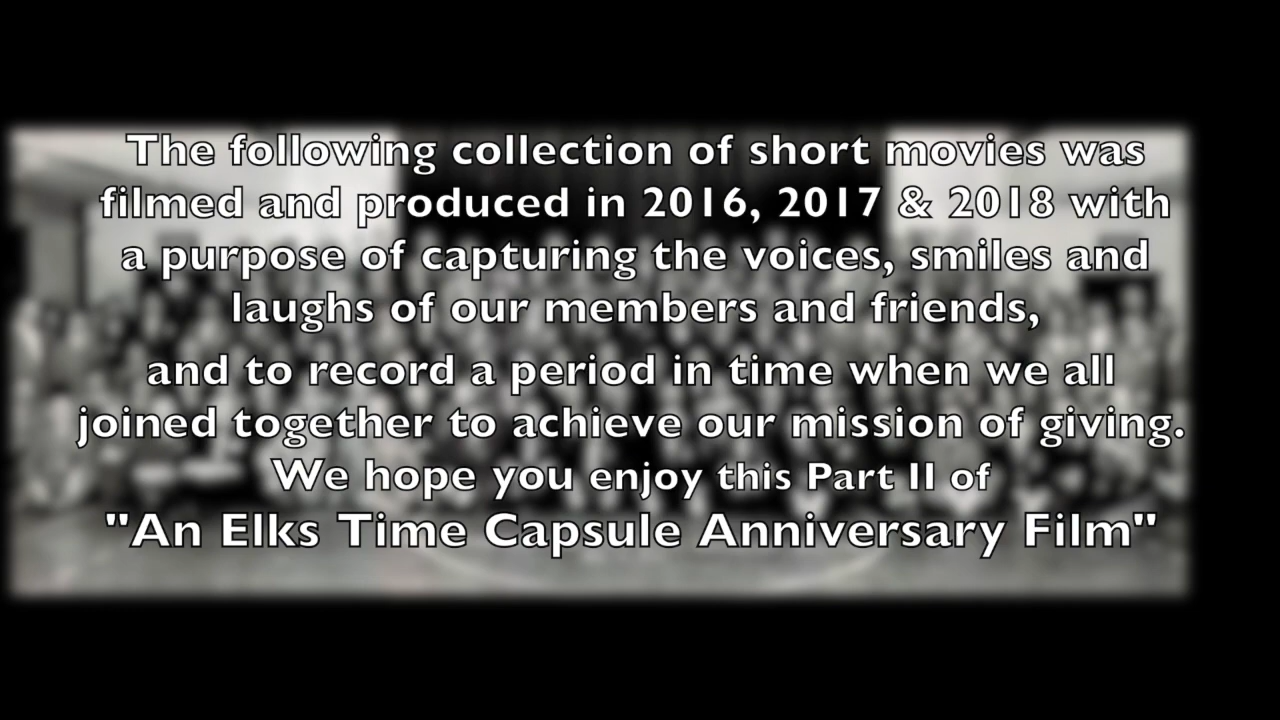 The following collection of short movies was
filmed and produced in 2016, 2017 & 2018 with
a purpose of capturing the voices, smiles and
laughs of our members and friends,
and to record a period in time when we all
joined together to achieve our mission of giving.
We hope you enjoy this Part II of
"An Elks Time Capsule Anniversary Film"